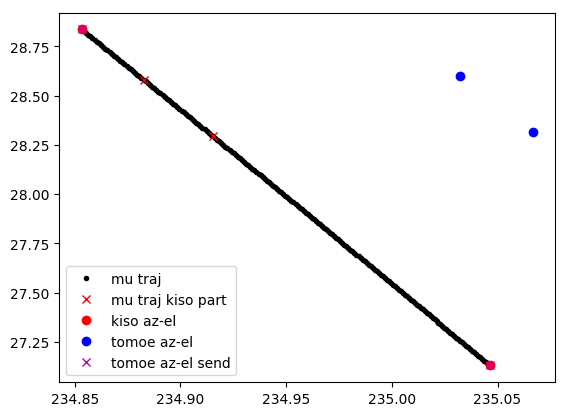 28.75
28.50
28.25
28.00
27.75
27.50
27.25
mu traj
mu traj kiso part
kiso az-el
tomoe az-el
tomoe az-el send
234.85 234.90 234.95 235.00 235.05